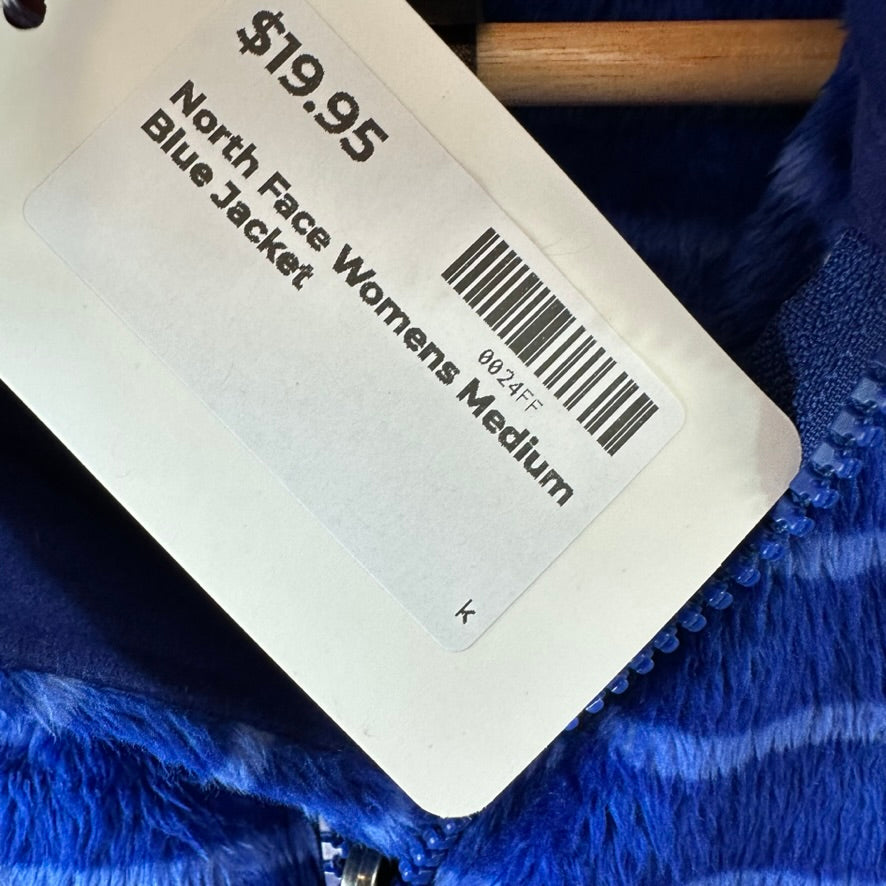 $19.95
North Face Womens Medium
Blue Jacket
0024FF
k